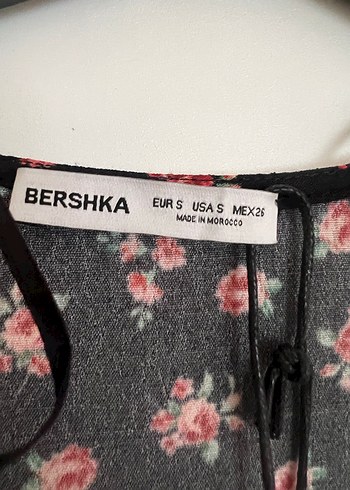 BERSHKA
EUR S USA S MEX 26
MADE IN MOROCCO